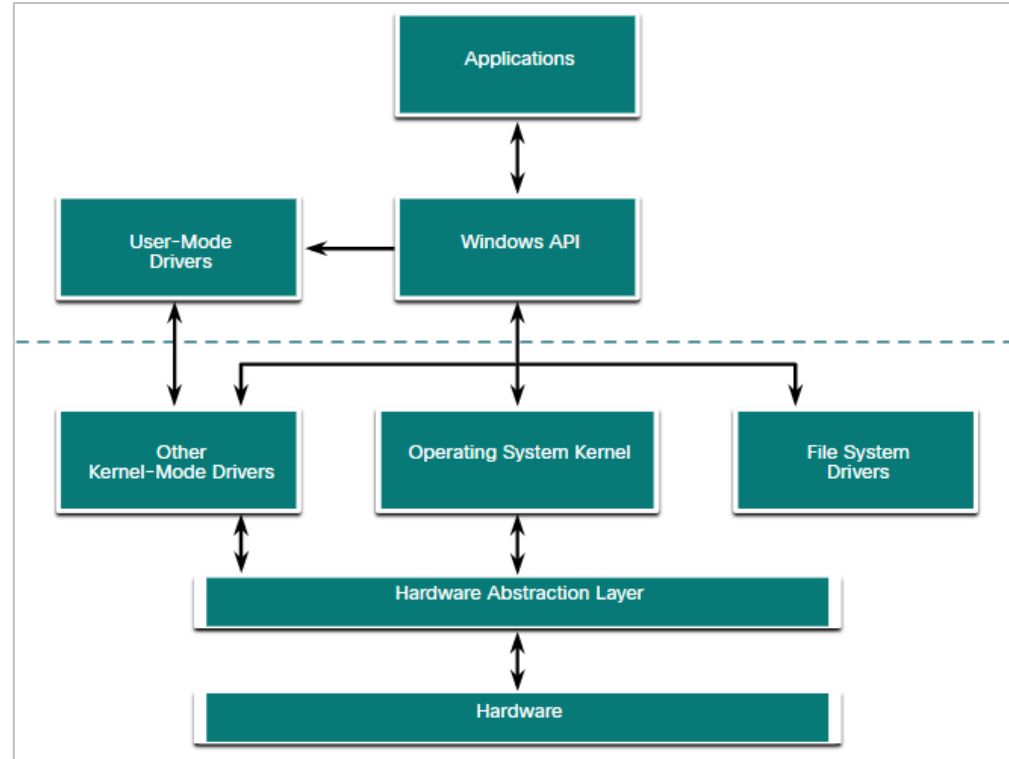 Applications
User-Mode
Drivers
Windows API
Other
Kernel-Mode Drivers
Operating System Kernel
File System
Drivers
Hardware Abstraction Layer
Hardware